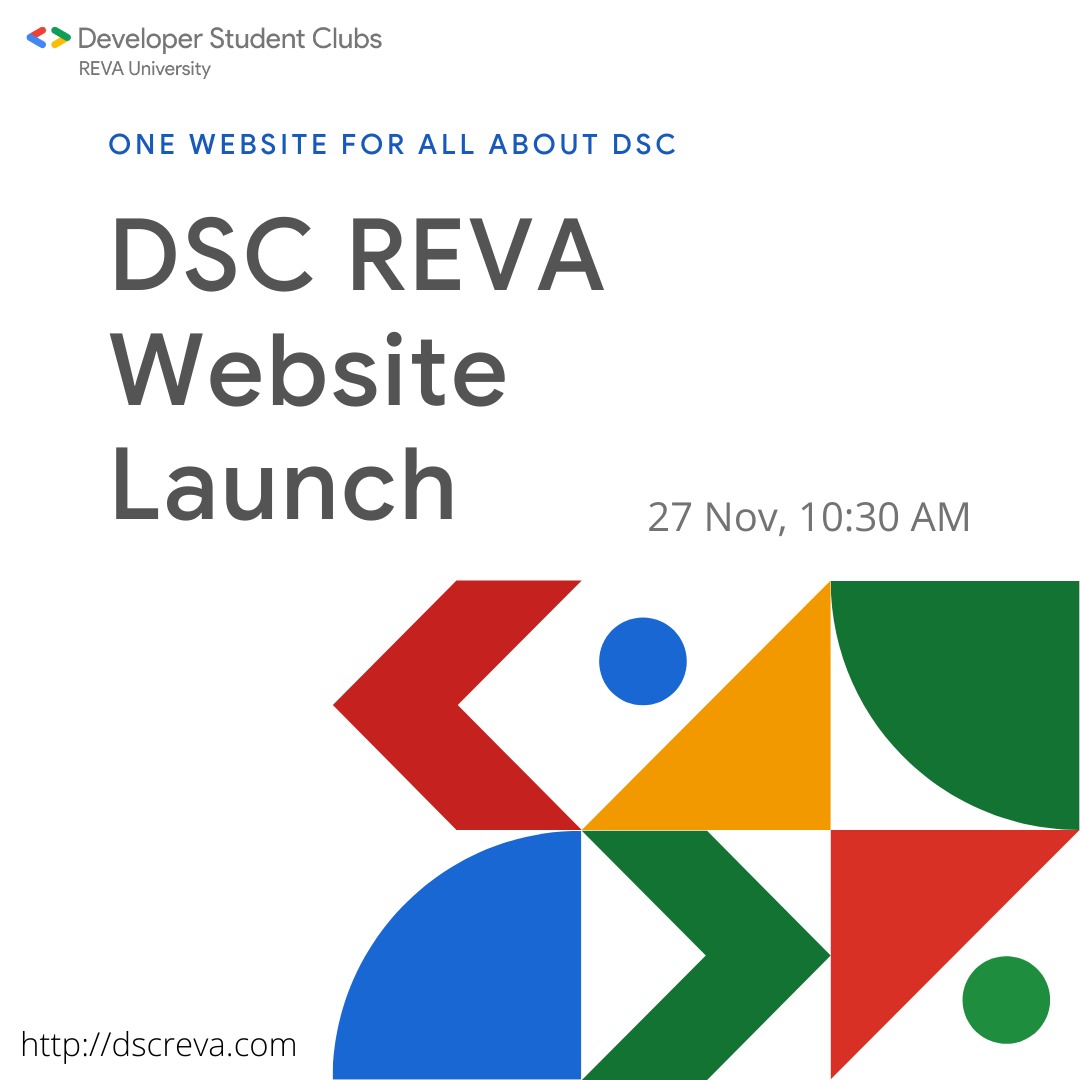 Developer Student Clubs
REVA University
ONE WEBSITE FOR ALL ABOUT DSC
DSC REVA
Website
Launch
27 Nov, 10:30 AM
http://dscreva.com